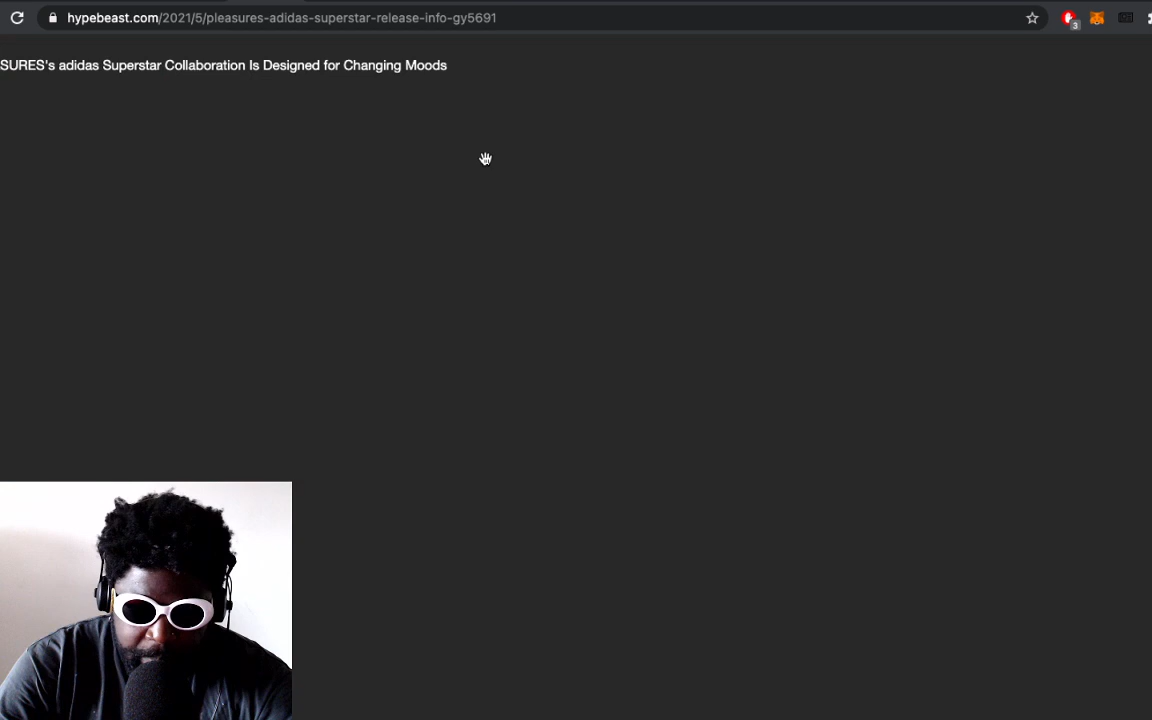 hypebeast.com/2021/5/pleasures-adidas-superstar-release-info-gy5691
3
SURES's adidas Superstar Collaboration Is Designed for Changing Moods